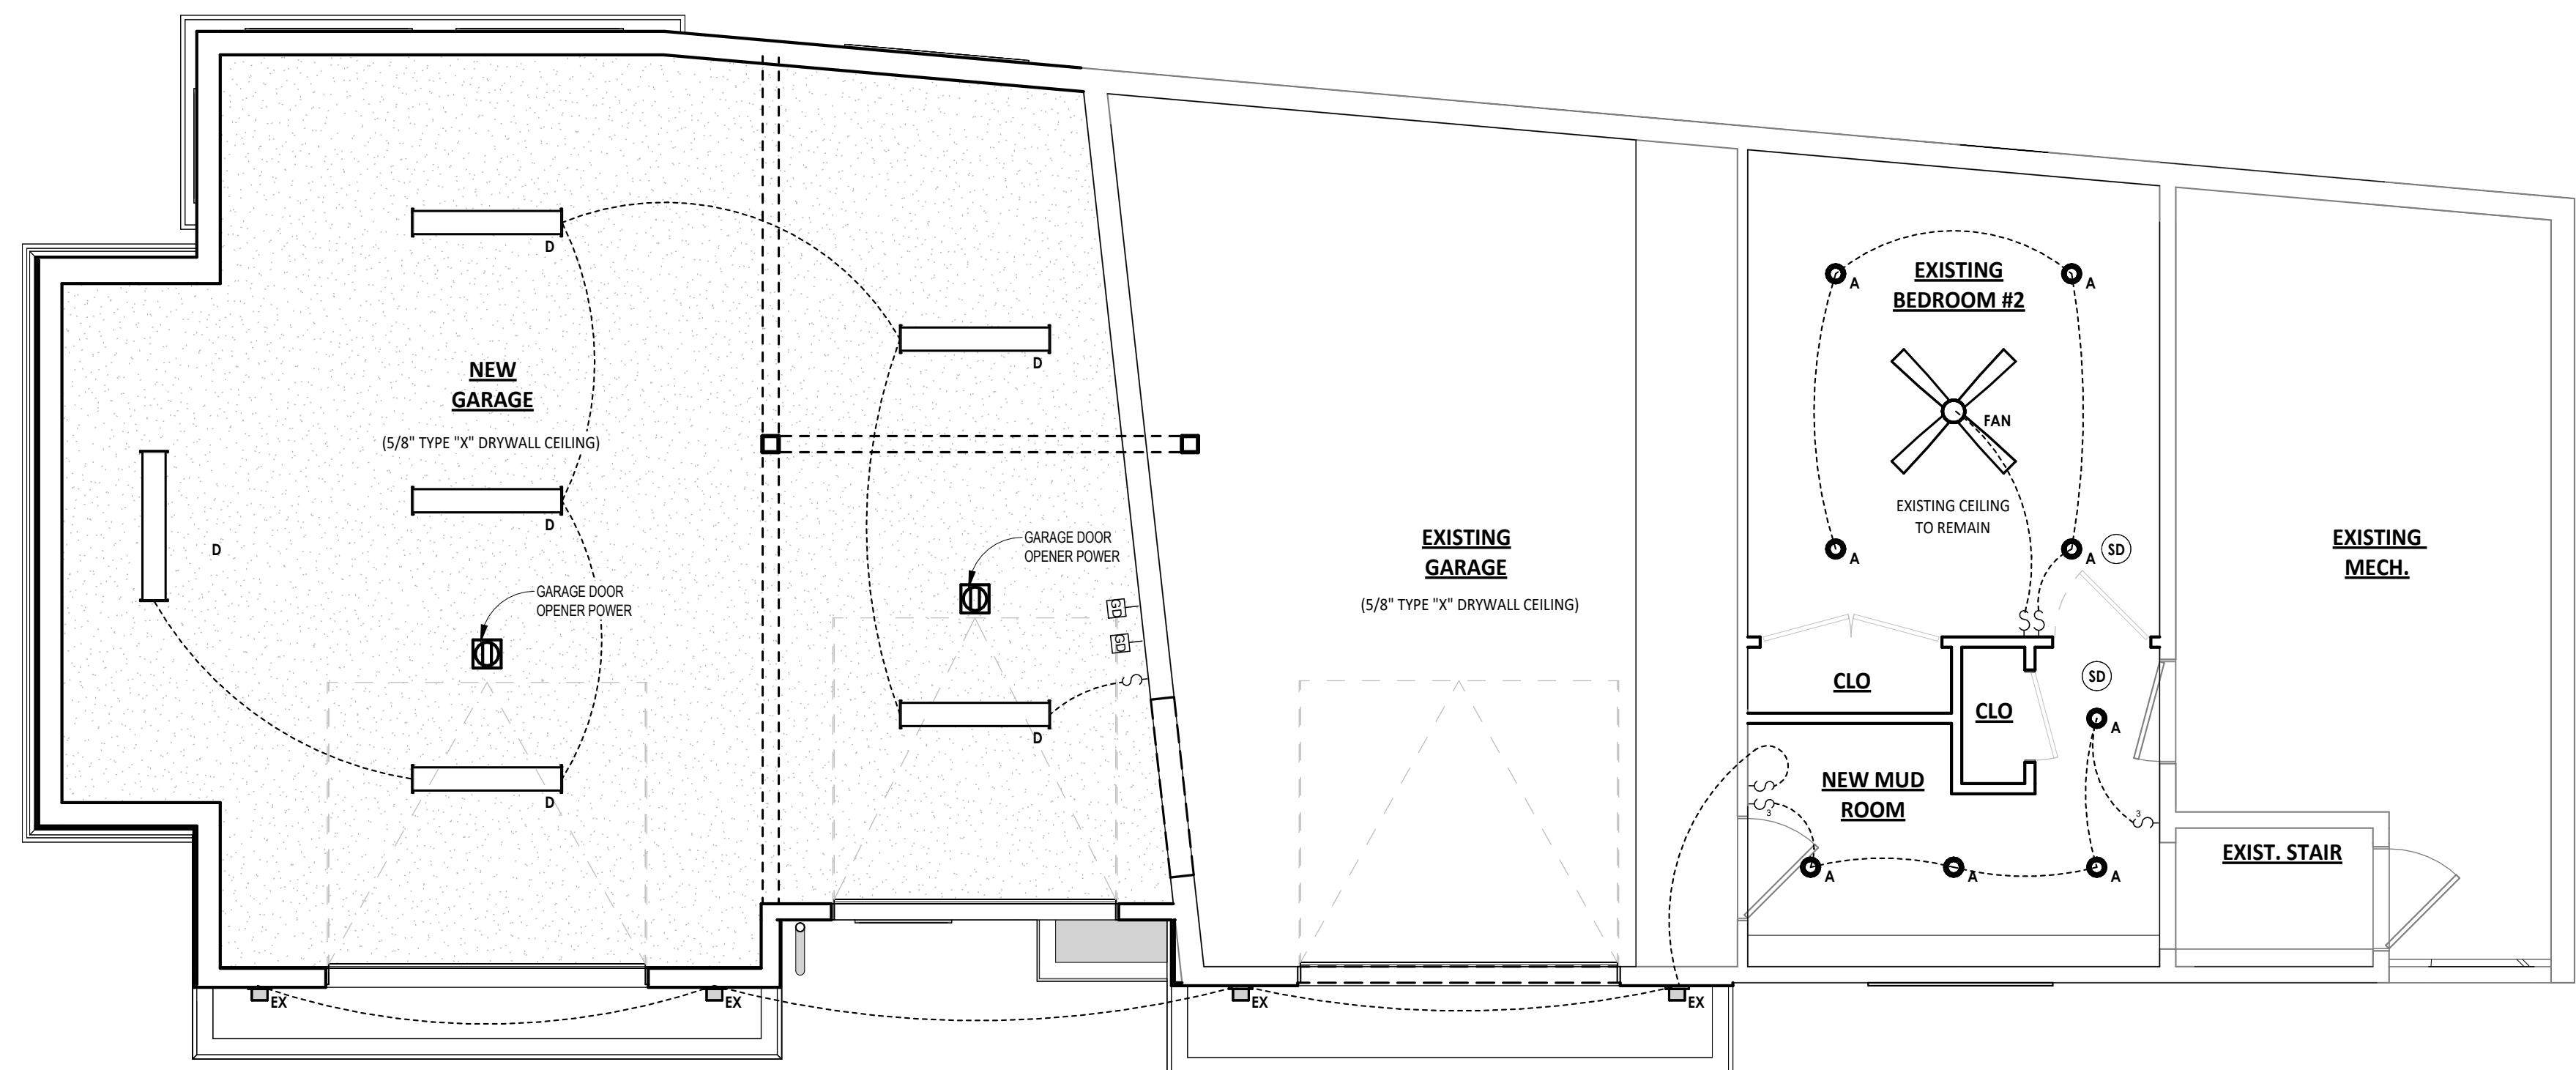 D
D
NEW
GARAGE
(5/8" TYPE "X" DRYWALL CEILING)
D
D
D
D
GARAGE DOOR
OPENER POWER
GARAGE DOOR
OPENER POWER
GD
GD
S
EXISTING
GARAGE
(5/8" TYPE "X" DRYWALL CEILING)
A
A
EXISTING
BEDROOM #2
FAN
EXISTING CEILING
TO REMAIN
A
A
SD
S
S
CLO
CLO
SD
A
NEW MUD
ROOM
S
S
3
3
S
A
A
A
EXISTING
MECH.
EXIST. STAIR
EX
EX
EX
EX